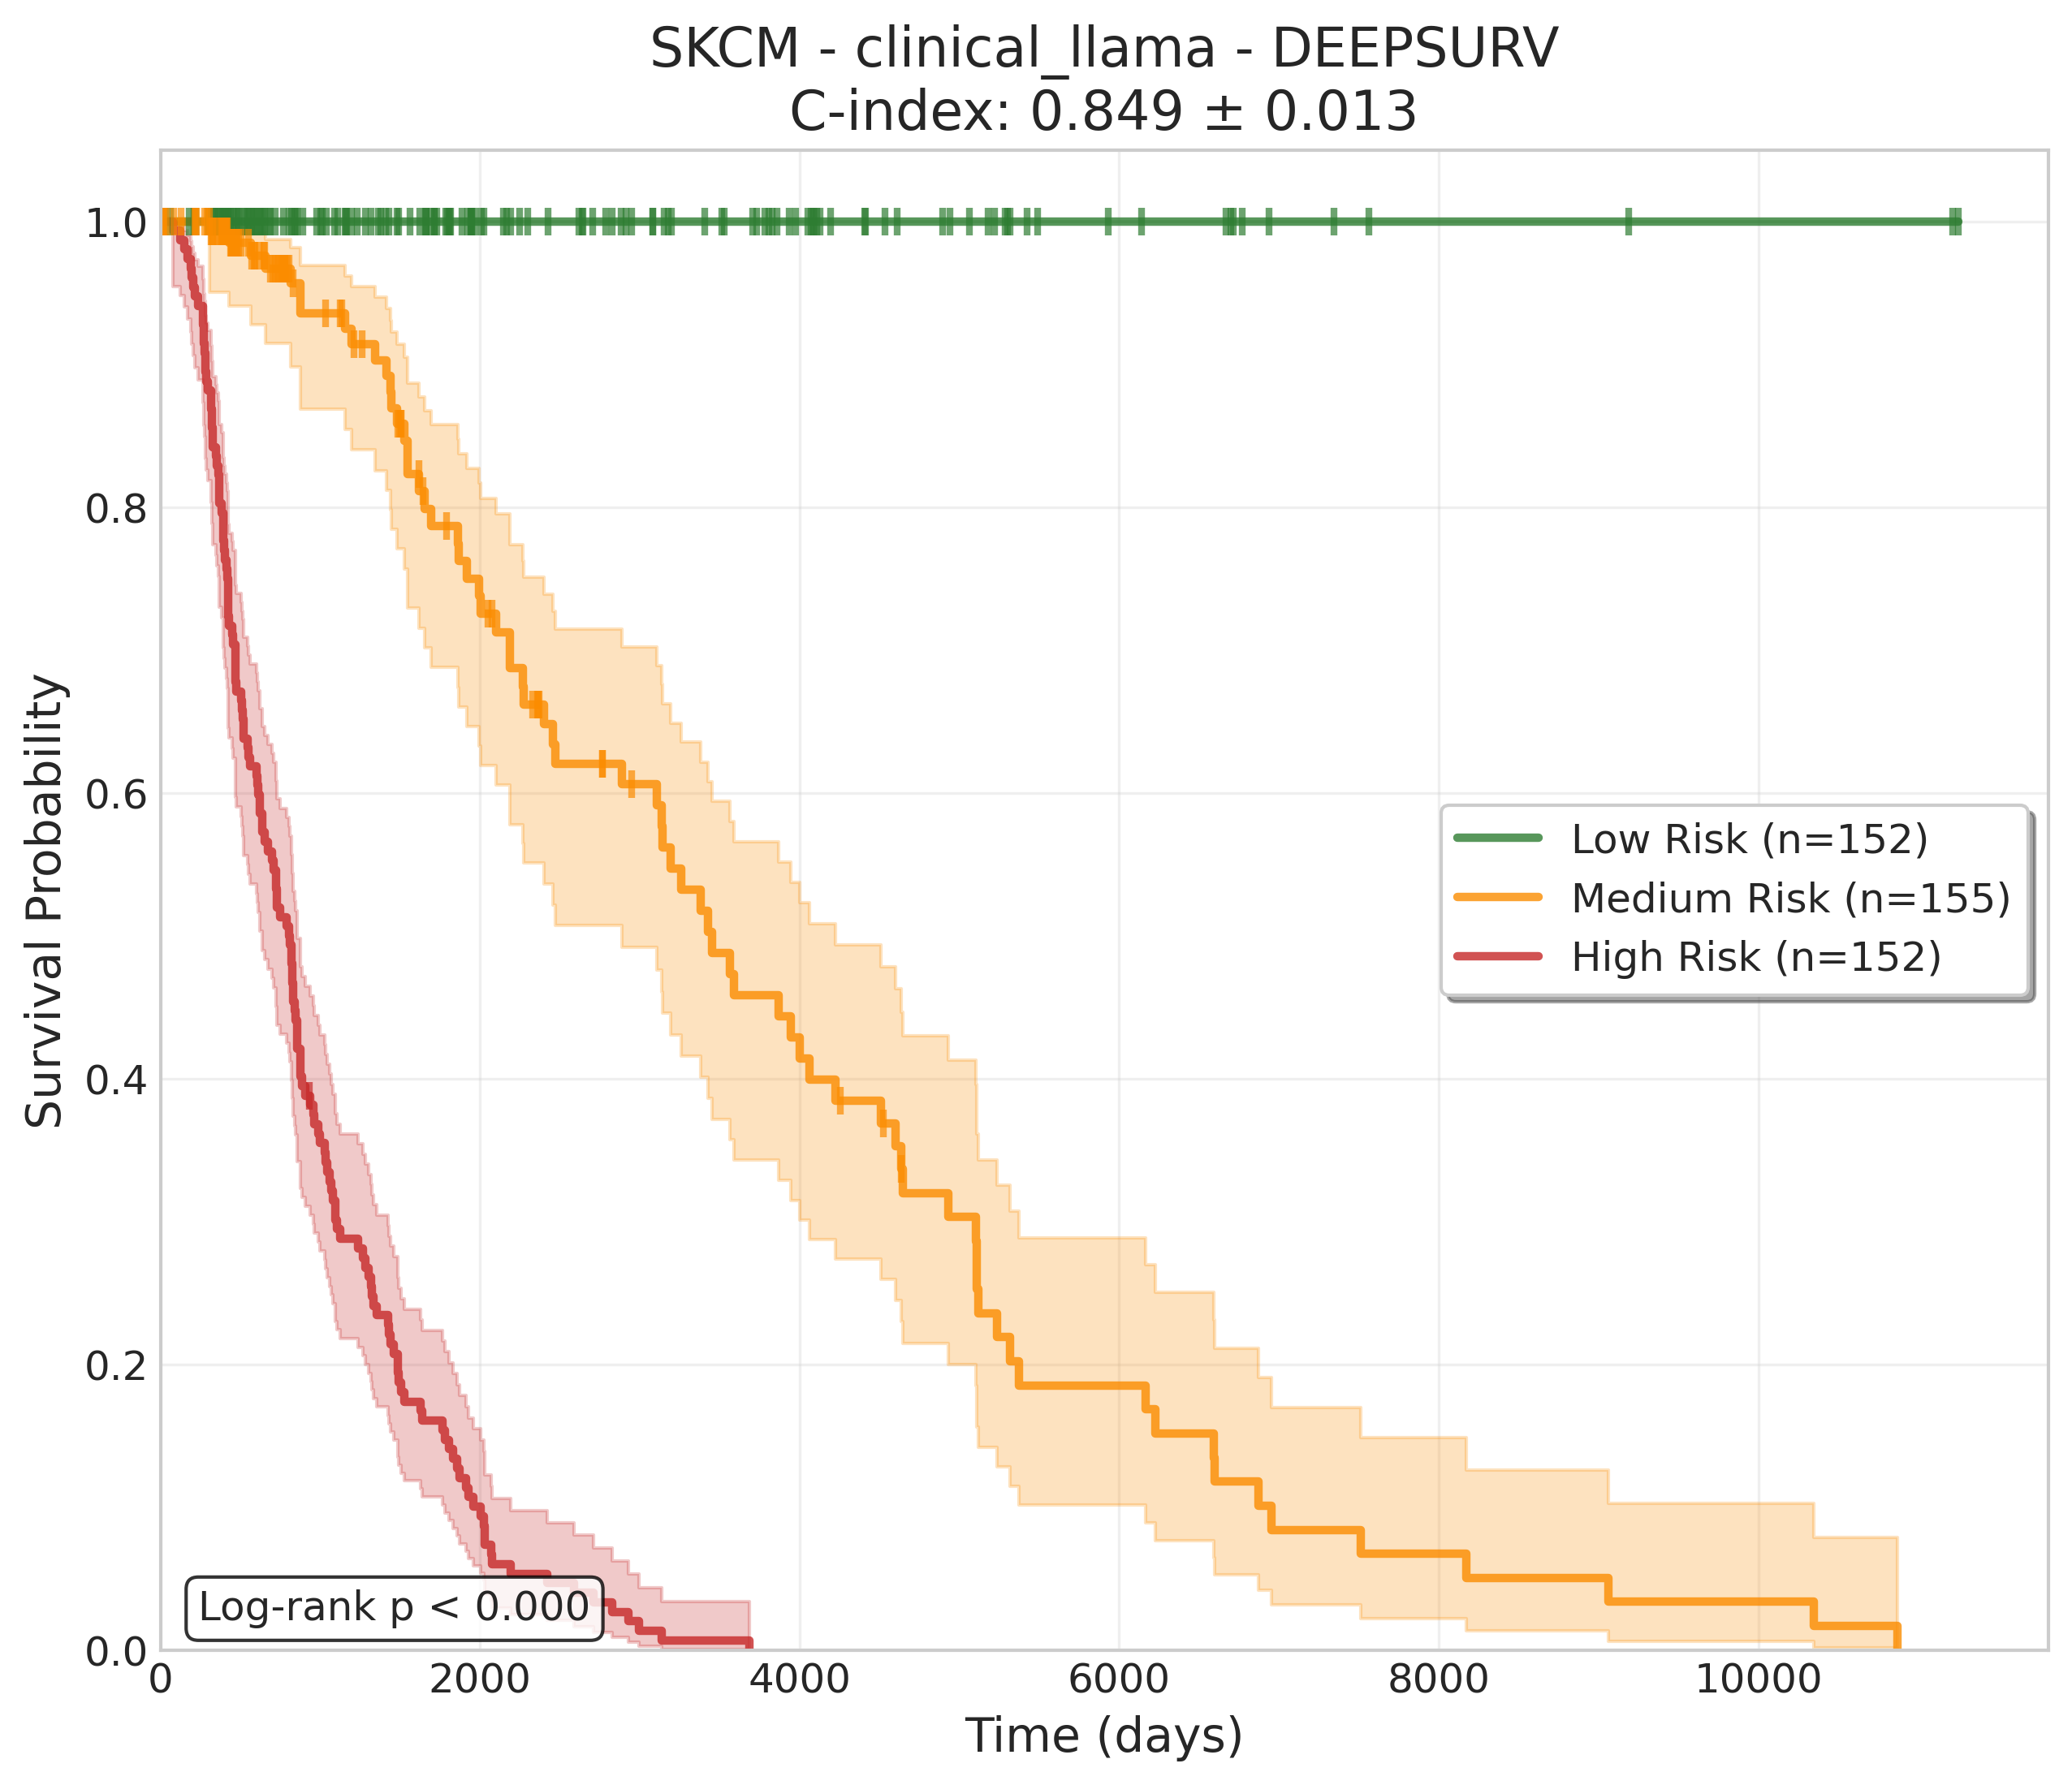 SKCM - clinical_llama - DEEPSURV
C-index: 0.849 ± 0.013
Survival Probability
1.0
0.8
0.6
0.4
0.2
0.0
Low Risk (n=152)
Medium Risk (n=155)
High Risk (n=152)
Log-rank p < 0.000
0
2000
4000
6000
8000
10000
Time (days)